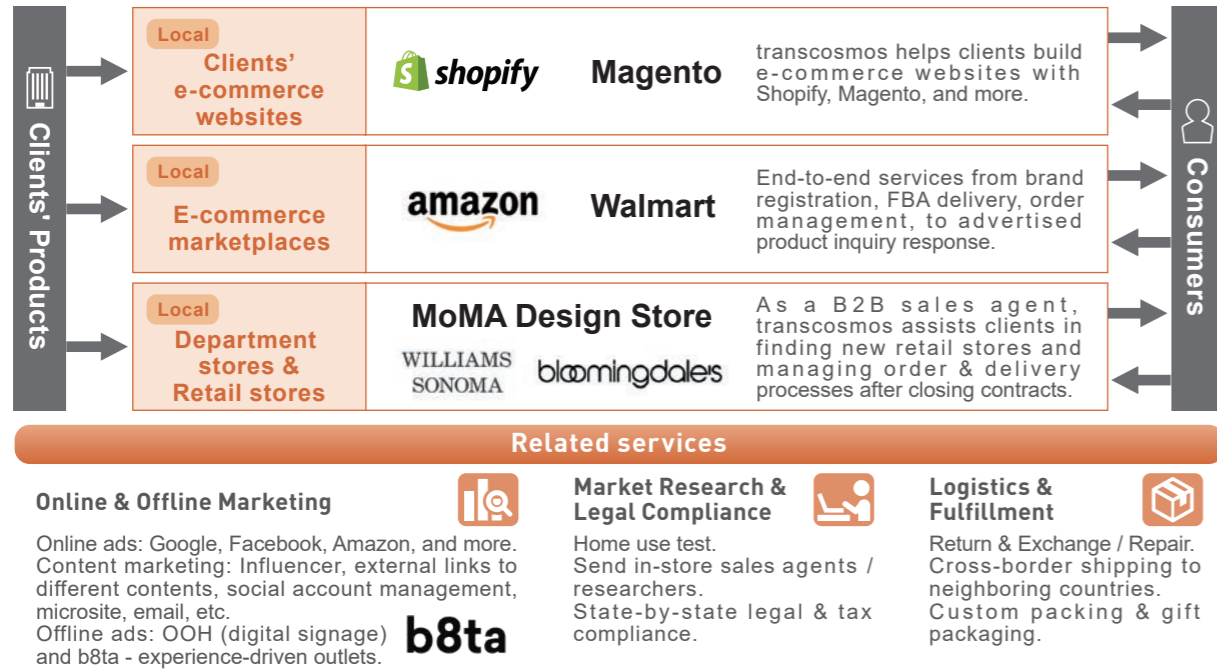 Clients' Products
Local
Clients’
e-commerce
websites
shopify
Magento
transcosmos helps clients build
e-commerce websites with
Shopify, Magento, and more.
Local
E-commerce
marketplaces
amazon
Walmart
End-to-end services from brand
registration, FBA delivery, order
management, to advertised
product inquiry response.
Local
Department
stores &
Retail stores
MoMA Design Store
WILLIAMS
SONOMA
bloomingdale's
As a B2B sales agent,
transcosmos assists clients in
finding new retail stores and
managing order & delivery
processes after closing contracts.
Consumers
Related services
Online & Offline Marketing
Online ads: Google, Facebook, Amazon, and more.
Content marketing: Influencer, external links to
different contents, social account management,
microsite, email, etc.
Offline ads: OOH (digital signage)
and b8ta - experience-driven outlets.
b8ta
Market Research &
Legal Compliance
Home use test.
Send in-store sales agents /
researchers.
State-by-state legal & tax
compliance.
Logistics &
Fulfillment
Return & Exchange / Repair.
Cross-border shipping to
neighboring countries.
Custom packing & gift
packaging.